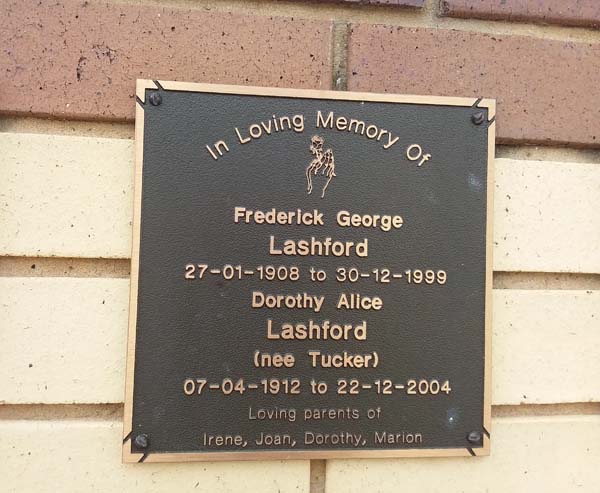 In Loving Memory Of
Frederick George
Lashford
27-01-1908 to 30-12-1999
Dorothy Alice
Lashford
(nee Tucker)
07-04-1912 to 22-12-2004
Loving parents of
Irene, Joan, Dorothy, Marion